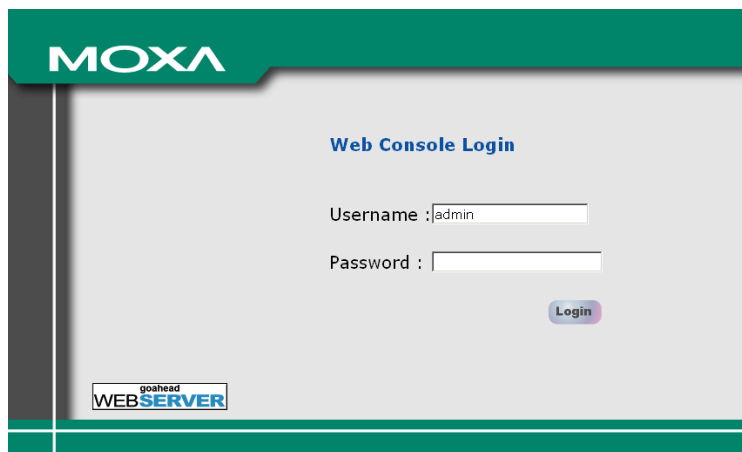 MOXA
Web Console Login
Username : admin
Password :
Login
goahead
WEBSERVER